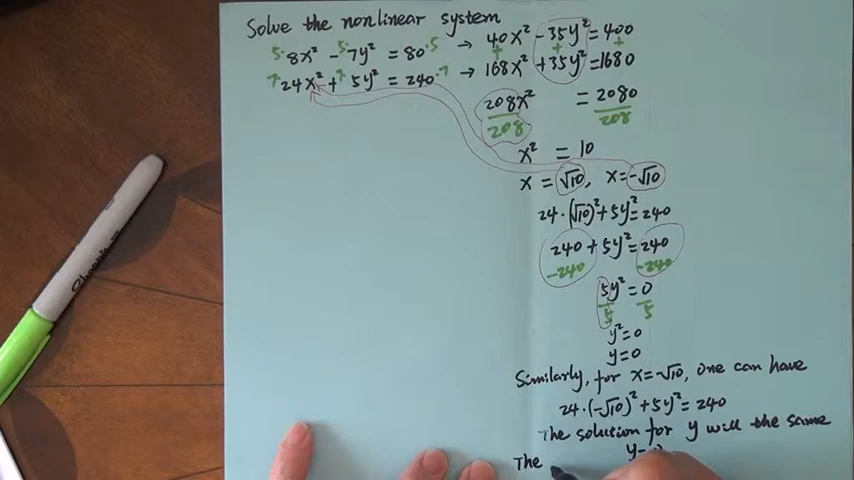 Solve the nonlinear system
5· 8x² - 5· 7y² = 80 ·5 → 40x² - 35y² = 400
7· 24x² + 7· 5y² = 240 ·7 → 168x² + 35y² = 1680
+ + +
208x² = 2080
208 208
x² = 10
x = √10, x = -√10
24·(√10)² + 5y² = 240
240 + 5y² = 240
-240 -240
5y² = 0
5 5
y² = 0
y = 0
Similarly, for x = √10, one can have
24·(-√10)² + 5y² = 240
The solution for y will the same
y =
The
Sharpie